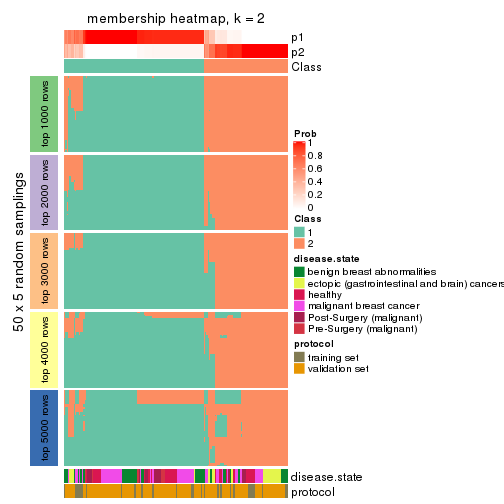 membership heatmap, k = 2
p1
p2
Class
50 x 5 random samplings
top 1000 rows
top 2000 rows
top 3000 rows
top 4000 rows
top 5000 rows
Prob
1
0.8
0.6
0.4
0.2
0
Class
1
2
disease.state
benign breast abnormalities
ectopic (gastrointestinal and brain) cancers
healthy
malignant breast cancer
Post-Surgery (malignant)
Pre-Surgery (malignant)
protocol
training set
validation set
disease.state
protocol